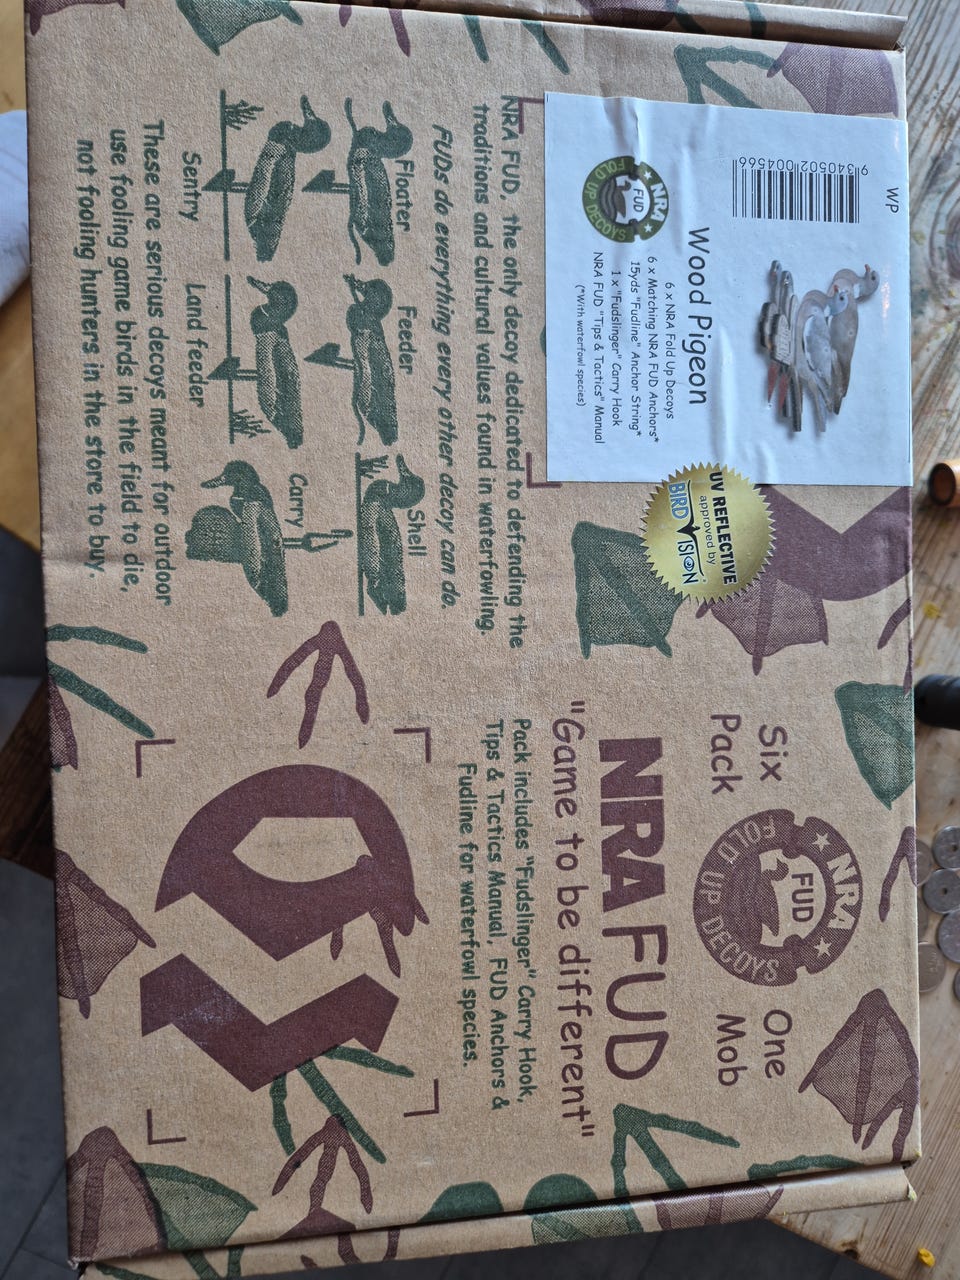 WP
9 340502 004566
Wood Pigeon
6 x NRA Fold Up Decoys
6 x Matching NRA FUD Anchors*
15yds "Fudline" Anchor String*
1 x "Fudslinger" Carry Hook
NRA FUD "Tips & Tactics" Manual
(*With waterfowl species)
NRA
FUD
FOLD UP DECOYS
UV REFLECTIVE
approved by
BIRD VISION
NRA FUD, the only decoy dedicated to defending the
traditions and cultural values found in waterfowling.
FUDs do everything every other decoy can do.
Floater
Feeder
Shell
Sentry
Land feeder
Carry
These are serious decoys meant for outdoor
use fooling game birds in the field to die,
not fooling hunters in the store to buy.
Six
Pack
NRA
FUD
FOLD UP DECOYS
One
Mob
NRA FUD
"Game to be different"
Pack includes "Fudslinger" Carry Hook,
Tips & Tactics Manual, FUD Anchors &
Fudline for waterfowl species.